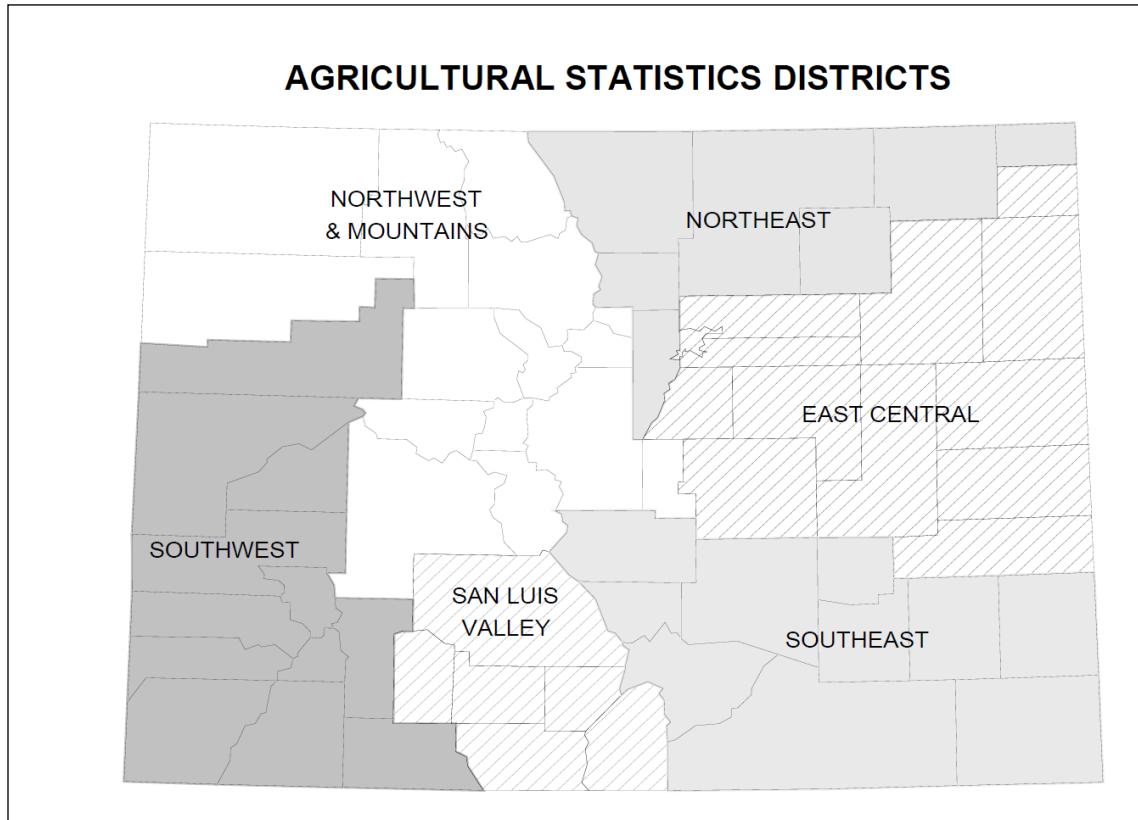 AGRICULTURAL STATISTICS DISTRICTS
NORTHWEST
& MOUNTAINS
NORTHEAST
EAST CENTRAL
SOUTHWEST
SAN LUIS
VALLEY
SOUTHEAST